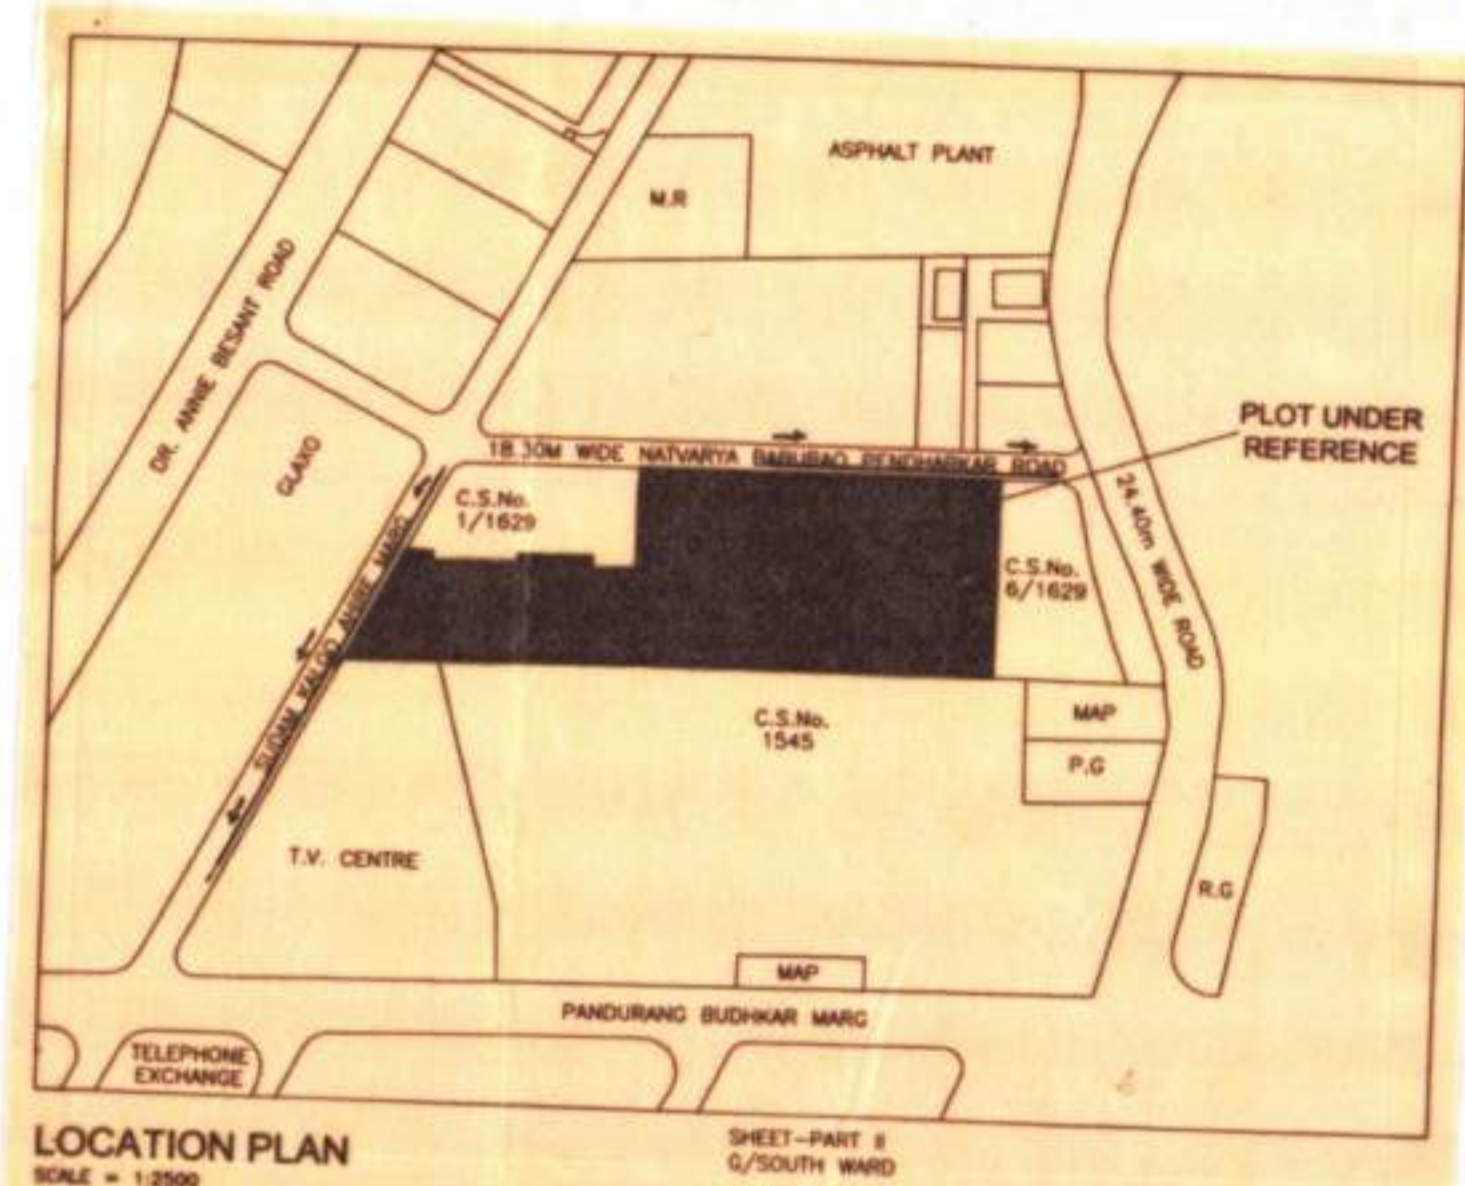 ASPHALT PLANT
M.R
DR. ANNIE BESANT ROAD
GLAXO
PLOT UNDER
REFERENCE
18.30M WIDE NATVARYA BABURAO PENDHARKAR ROAD
C.S.No.
1/1629
24.40m WIDE ROAD
C.S.No.
6/1629
SUDAM KALOO AHIRE MARG
C.S.No.
1545
MAP
P.G
T.V. CENTRE
R.G
MAP
PANDURANG BUDHKAR MARG
TELEPHONE
EXCHANGE
LOCATION PLAN
SCALE = 1:2500
SHEET-PART II
G/SOUTH WARD